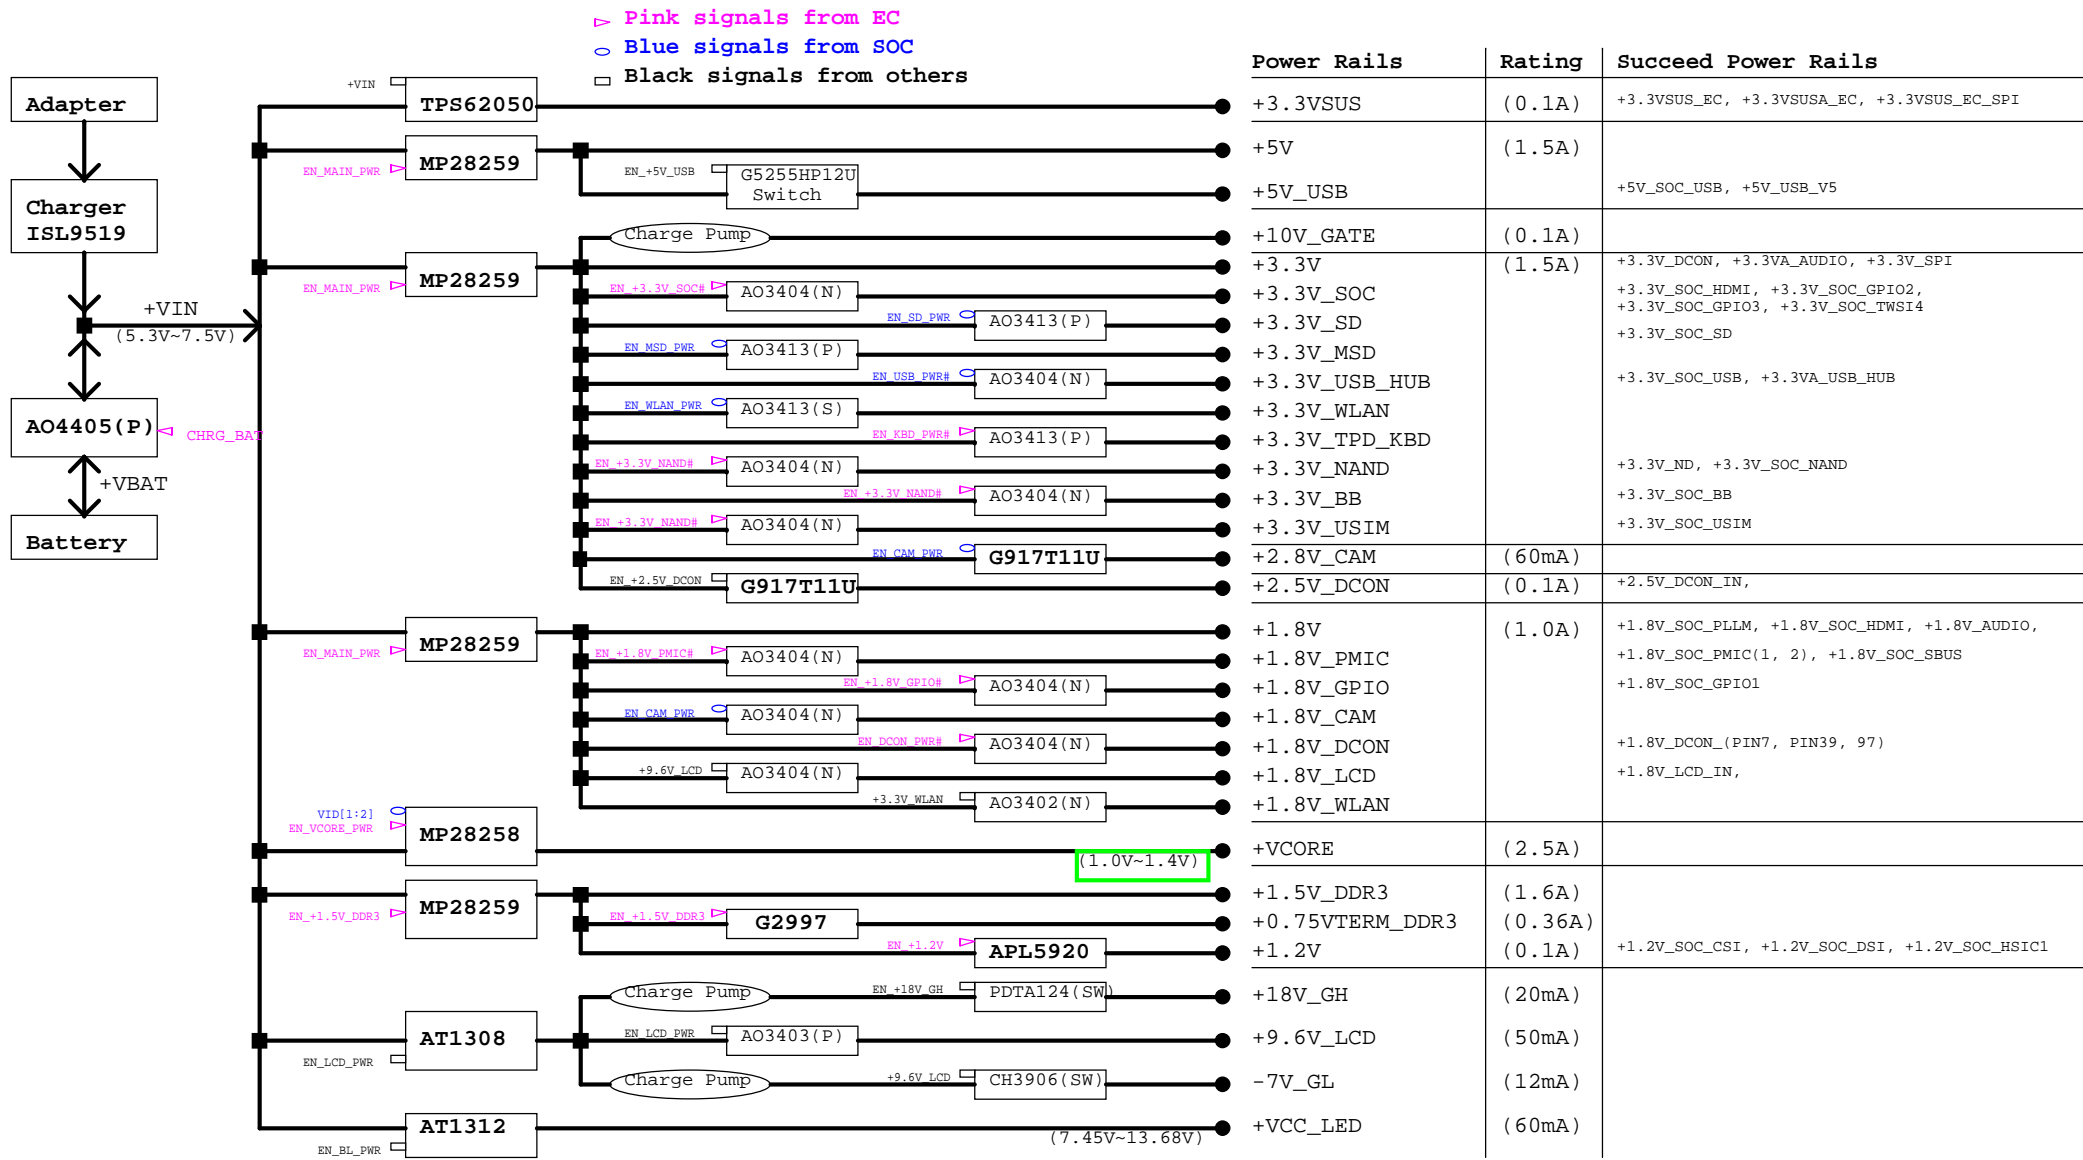 Pink signals from EC
Blue signals from SOC
Black signals from others
Power Rails Rating Succeed Power Rails
Adapter
+VIN TPS62050 +3.3VSUS (0.1A) +3.3VSUS_EC, +3.3VSUSA_EC, +3.3VSUS_EC_SPI
EN_MAIN_PWR MP28259 +5V (1.5A)
EN_+5V_USB G5255HP12U
Switch +5V_USB +5V_SOC_USB, +5V_USB_V5
Charger
ISL9519
Charge Pump +10V_GATE (0.1A)
EN_MAIN_PWR MP28259 +3.3V (1.5A) +3.3V_DCON, +3.3VA_AUDIO, +3.3V_SPI
EN_+3.3V_SOC# AO3404(N) +3.3V_SOC +3.3V_SOC_HDMI, +3.3V_SOC_GPIO2,
+3.3V_SOC_GPIO3, +3.3V_SOC_TWSI4
+VIN
(5.3V~7.5V)
EN_SD_PWR AO3413(P) +3.3V_SD +3.3V_SOC_SD
EN_MSD_PWR AO3413(P) +3.3V_MSD
EN_USB_PWR# AO3404(N) +3.3V_USB_HUB +3.3V_SOC_USB, +3.3VA_USB_HUB
EN_WLAN_PWR AO3413(S) +3.3V_WLAN
AO4405(P) CHRG_BAT
EN_KBD_PWR# AO3413(P) +3.3V_TPD_KBD
EN_+3.3V_NAND# AO3404(N) +3.3V_NAND +3.3V_ND, +3.3V_SOC_NAND
+VBAT
EN_+3.3V_NAND# AO3404(N) +3.3V_BB +3.3V_SOC_BB
EN_+3.3V_NAND# AO3404(N) +3.3V_USIM +3.3V_SOC_USIM
Battery
EN_CAM_PWR G917T11U +2.8V_CAM (60mA)
EN_+2.5V_DCON G917T11U +2.5V_DCON (0.1A) +2.5V_DCON_IN,
EN_MAIN_PWR MP28259 +1.8V (1.0A) +1.8V_SOC_PLLM, +1.8V_SOC_HDMI, +1.8V_AUDIO,
EN_+1.8V_PMIC# AO3404(N) +1.8V_PMIC +1.8V_SOC_PMIC(1, 2), +1.8V_SOC_SBUS
EN_+1.8V_GPIO# AO3404(N) +1.8V_GPIO +1.8V_SOC_GPIO1
EN_CAM_PWR AO3404(N) +1.8V_CAM
EN_DCON_PWR# AO3404(N) +1.8V_DCON +1.8V_DCON_(PIN7, PIN39, 97)
+9.6V_LCD AO3404(N) +1.8V_LCD +1.8V_LCD_IN,
+3.3V_WLAN AO3402(N) +1.8V_WLAN
VID[1:2]
EN_VCORE_PWR MP28258 (1.0V~1.4V) +VCORE (2.5A)
EN_+1.5V_DDR3 MP28259 +1.5V_DDR3 (1.6A)
EN_+1.5V_DDR3 G2997 +0.75VTERM_DDR3 (0.36A)
EN_+1.2V APL5920 +1.2V (0.1A) +1.2V_SOC_CSI, +1.2V_SOC_DSI, +1.2V_SOC_HSIC1
Charge Pump EN_+18V_GH PDTA124(SW) +18V_GH (20mA)
EN_LCD_PWR AT1308 EN_LCD_PWR AO3403(P) +9.6V_LCD (50mA)
Charge Pump +9.6V_LCD CH3906(SW) -7V_GL (12mA)
EN_BL_PWR AT1312 (7.45V~13.68V) +VCC_LED (60mA)